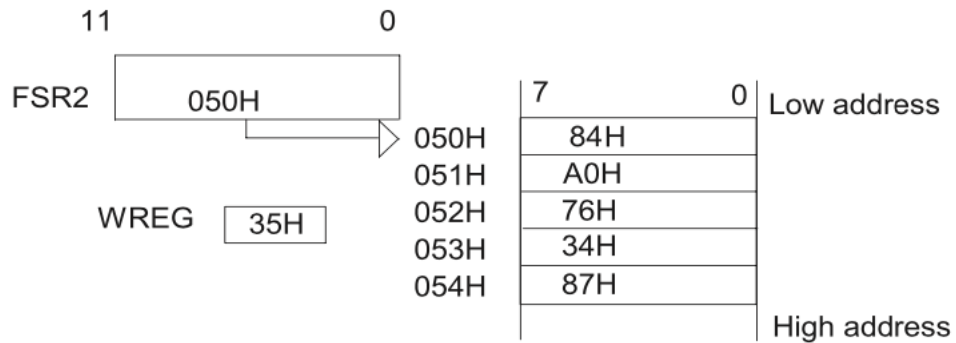 11 0
FSR2 050H
7 0 Low address
050H 84H
051H A0H
WREG 35H 052H 76H
053H 34H
054H 87H
High address